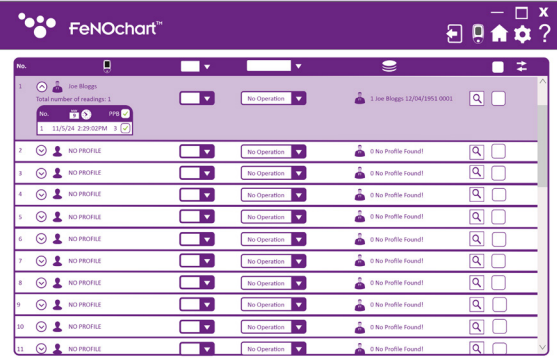 FeNOchart™
No.
1 Joe Bloggs No Operation 1 Joe Bloggs 12/04/1951 0001
Total number of readings: 1
No. PPB
1 11/5/24 2:29:02PM 3
2 NO PROFILE No Operation 0 No Profile Found!
3 NO PROFILE No Operation 0 No Profile Found!
4 NO PROFILE No Operation 0 No Profile Found!
5 NO PROFILE No Operation 0 No Profile Found!
6 NO PROFILE No Operation 0 No Profile Found!
7 NO PROFILE No Operation 0 No Profile Found!
8 NO PROFILE No Operation 0 No Profile Found!
9 NO PROFILE No Operation 0 No Profile Found!
10 NO PROFILE No Operation 0 No Profile Found!
11 NO PROFILE No Operation 0 No Profile Found!